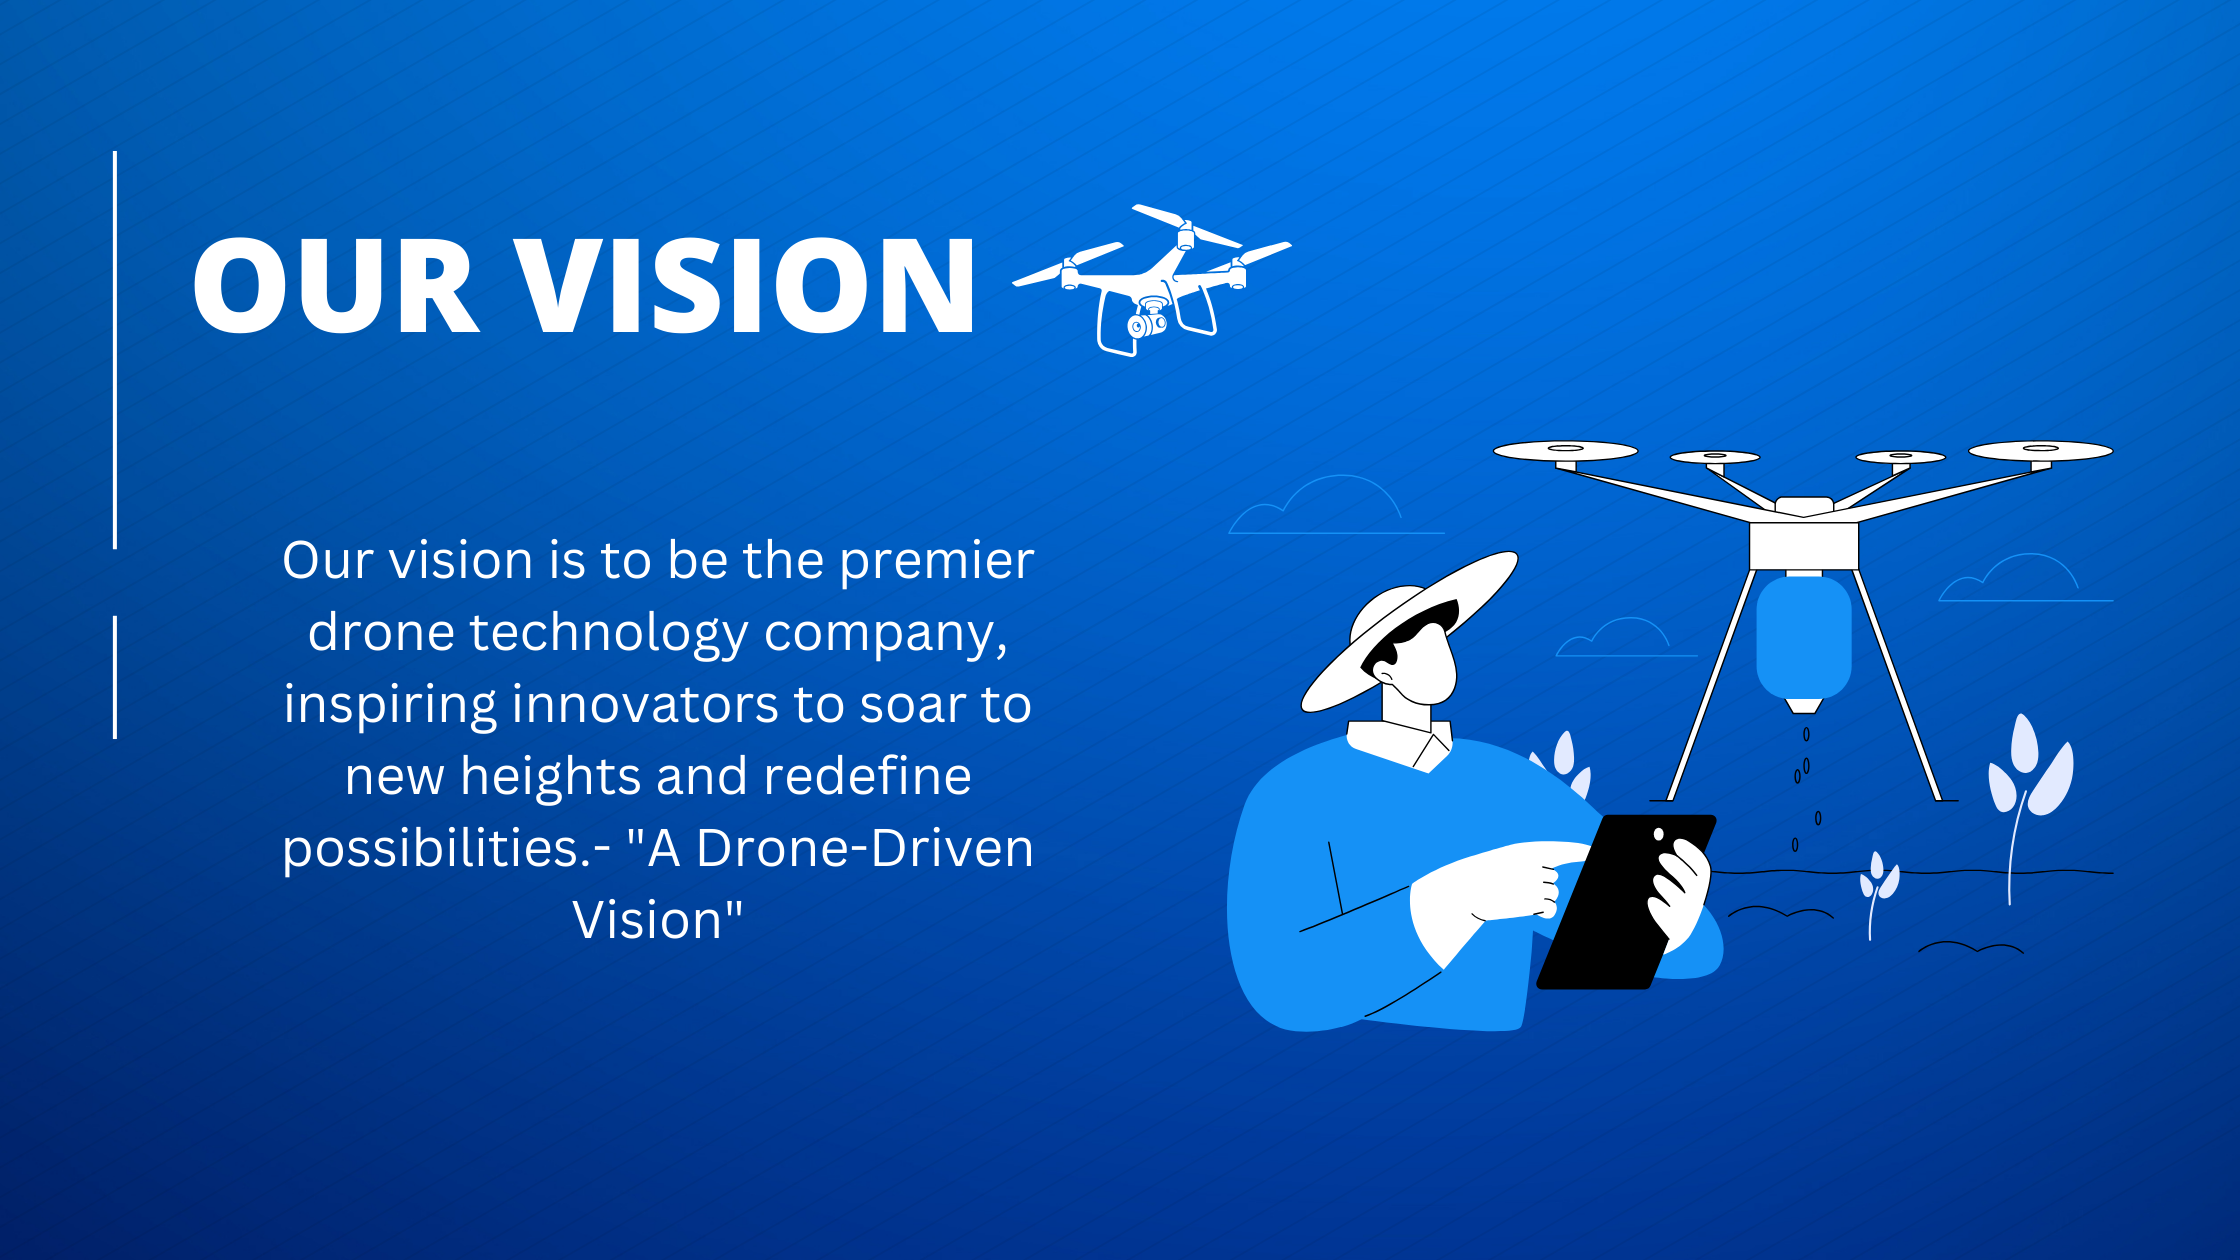 OUR VISION
Our vision is to be the premier
drone technology company,
inspiring innovators to soar to
new heights and redefine
possibilities.- "A Drone-Driven
Vision"